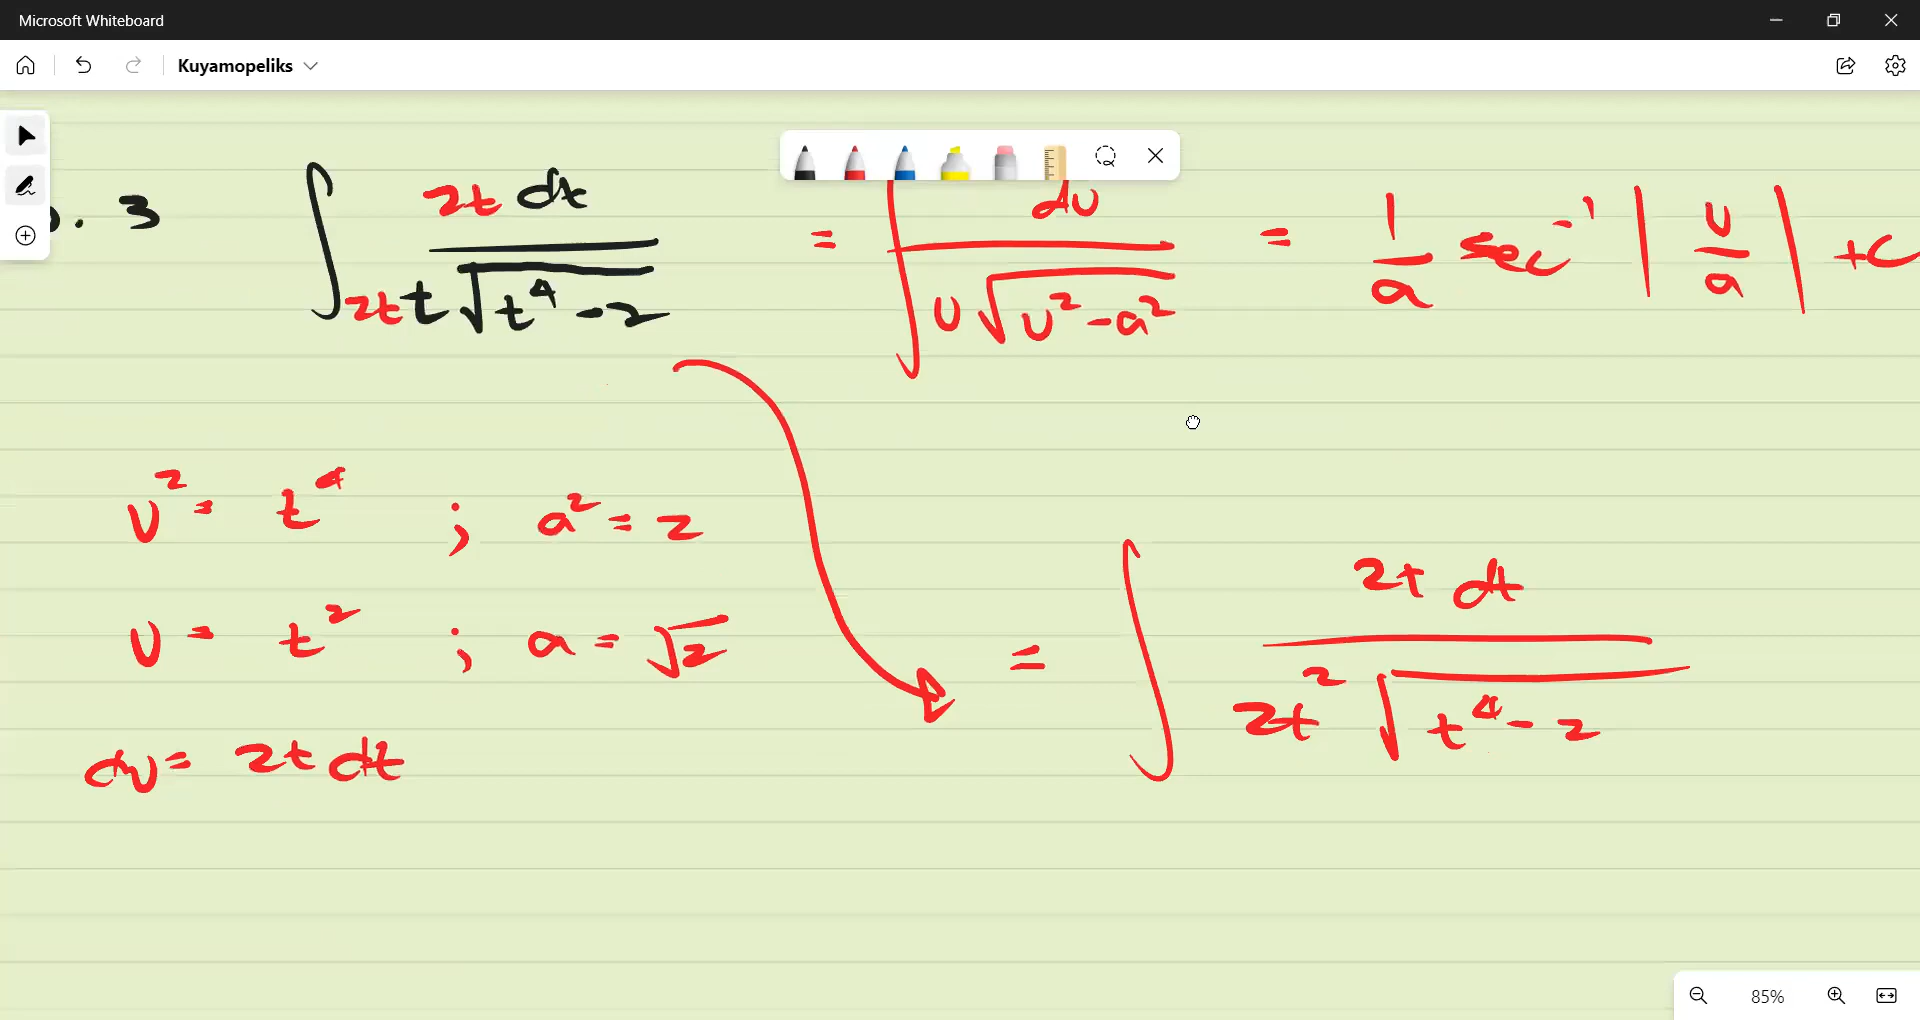 Microsoft Whiteboard
Kuyamopeliks
. 3 ∫ 2t dt / 2t t √(t⁴ - 2) = ∫ du / u √(u² - a²) = 1/a sec⁻¹ | u/a | + C
u² = t⁴ ; a² = 2
u = t² ; a = √2
du = 2t dt
= ∫ 2t dt / 2t² √(t⁴ - 2)
85%